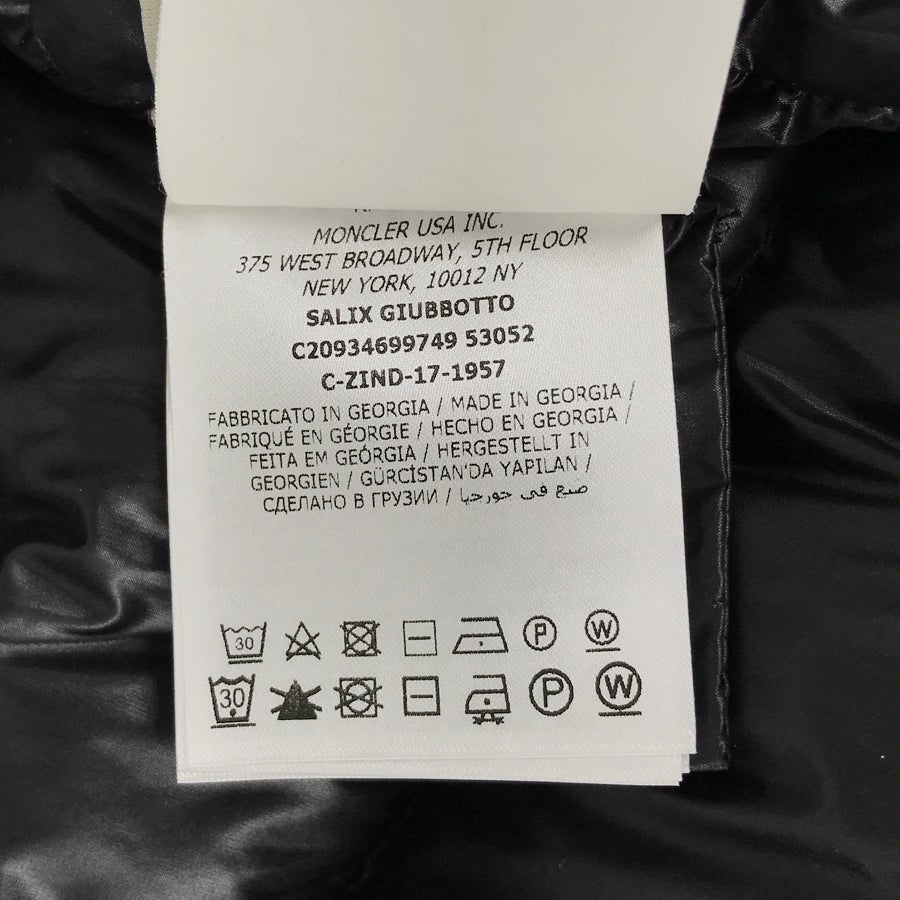 MONCLER USA INC.
375 WEST BROADWAY, 5TH FLOOR
NEW YORK, 10012 NY
SALIX GIUBBOTTO
C20934699749 53052
C-ZIND-17-1957
FABBRICATO IN GEORGIA / MADE IN GEORGIA /
FABRIQUÉ EN GÉORGIE / HECHO EN GEORGIA /
FEITA EM GEÓRGIA / HERGESTELLT IN
GEORGIEN / GÜRCİSTAN'DA YAPILAN /
СДЕЛАНО В ГРУЗИИ / صنع في جورجيا
30 P W
30 P W